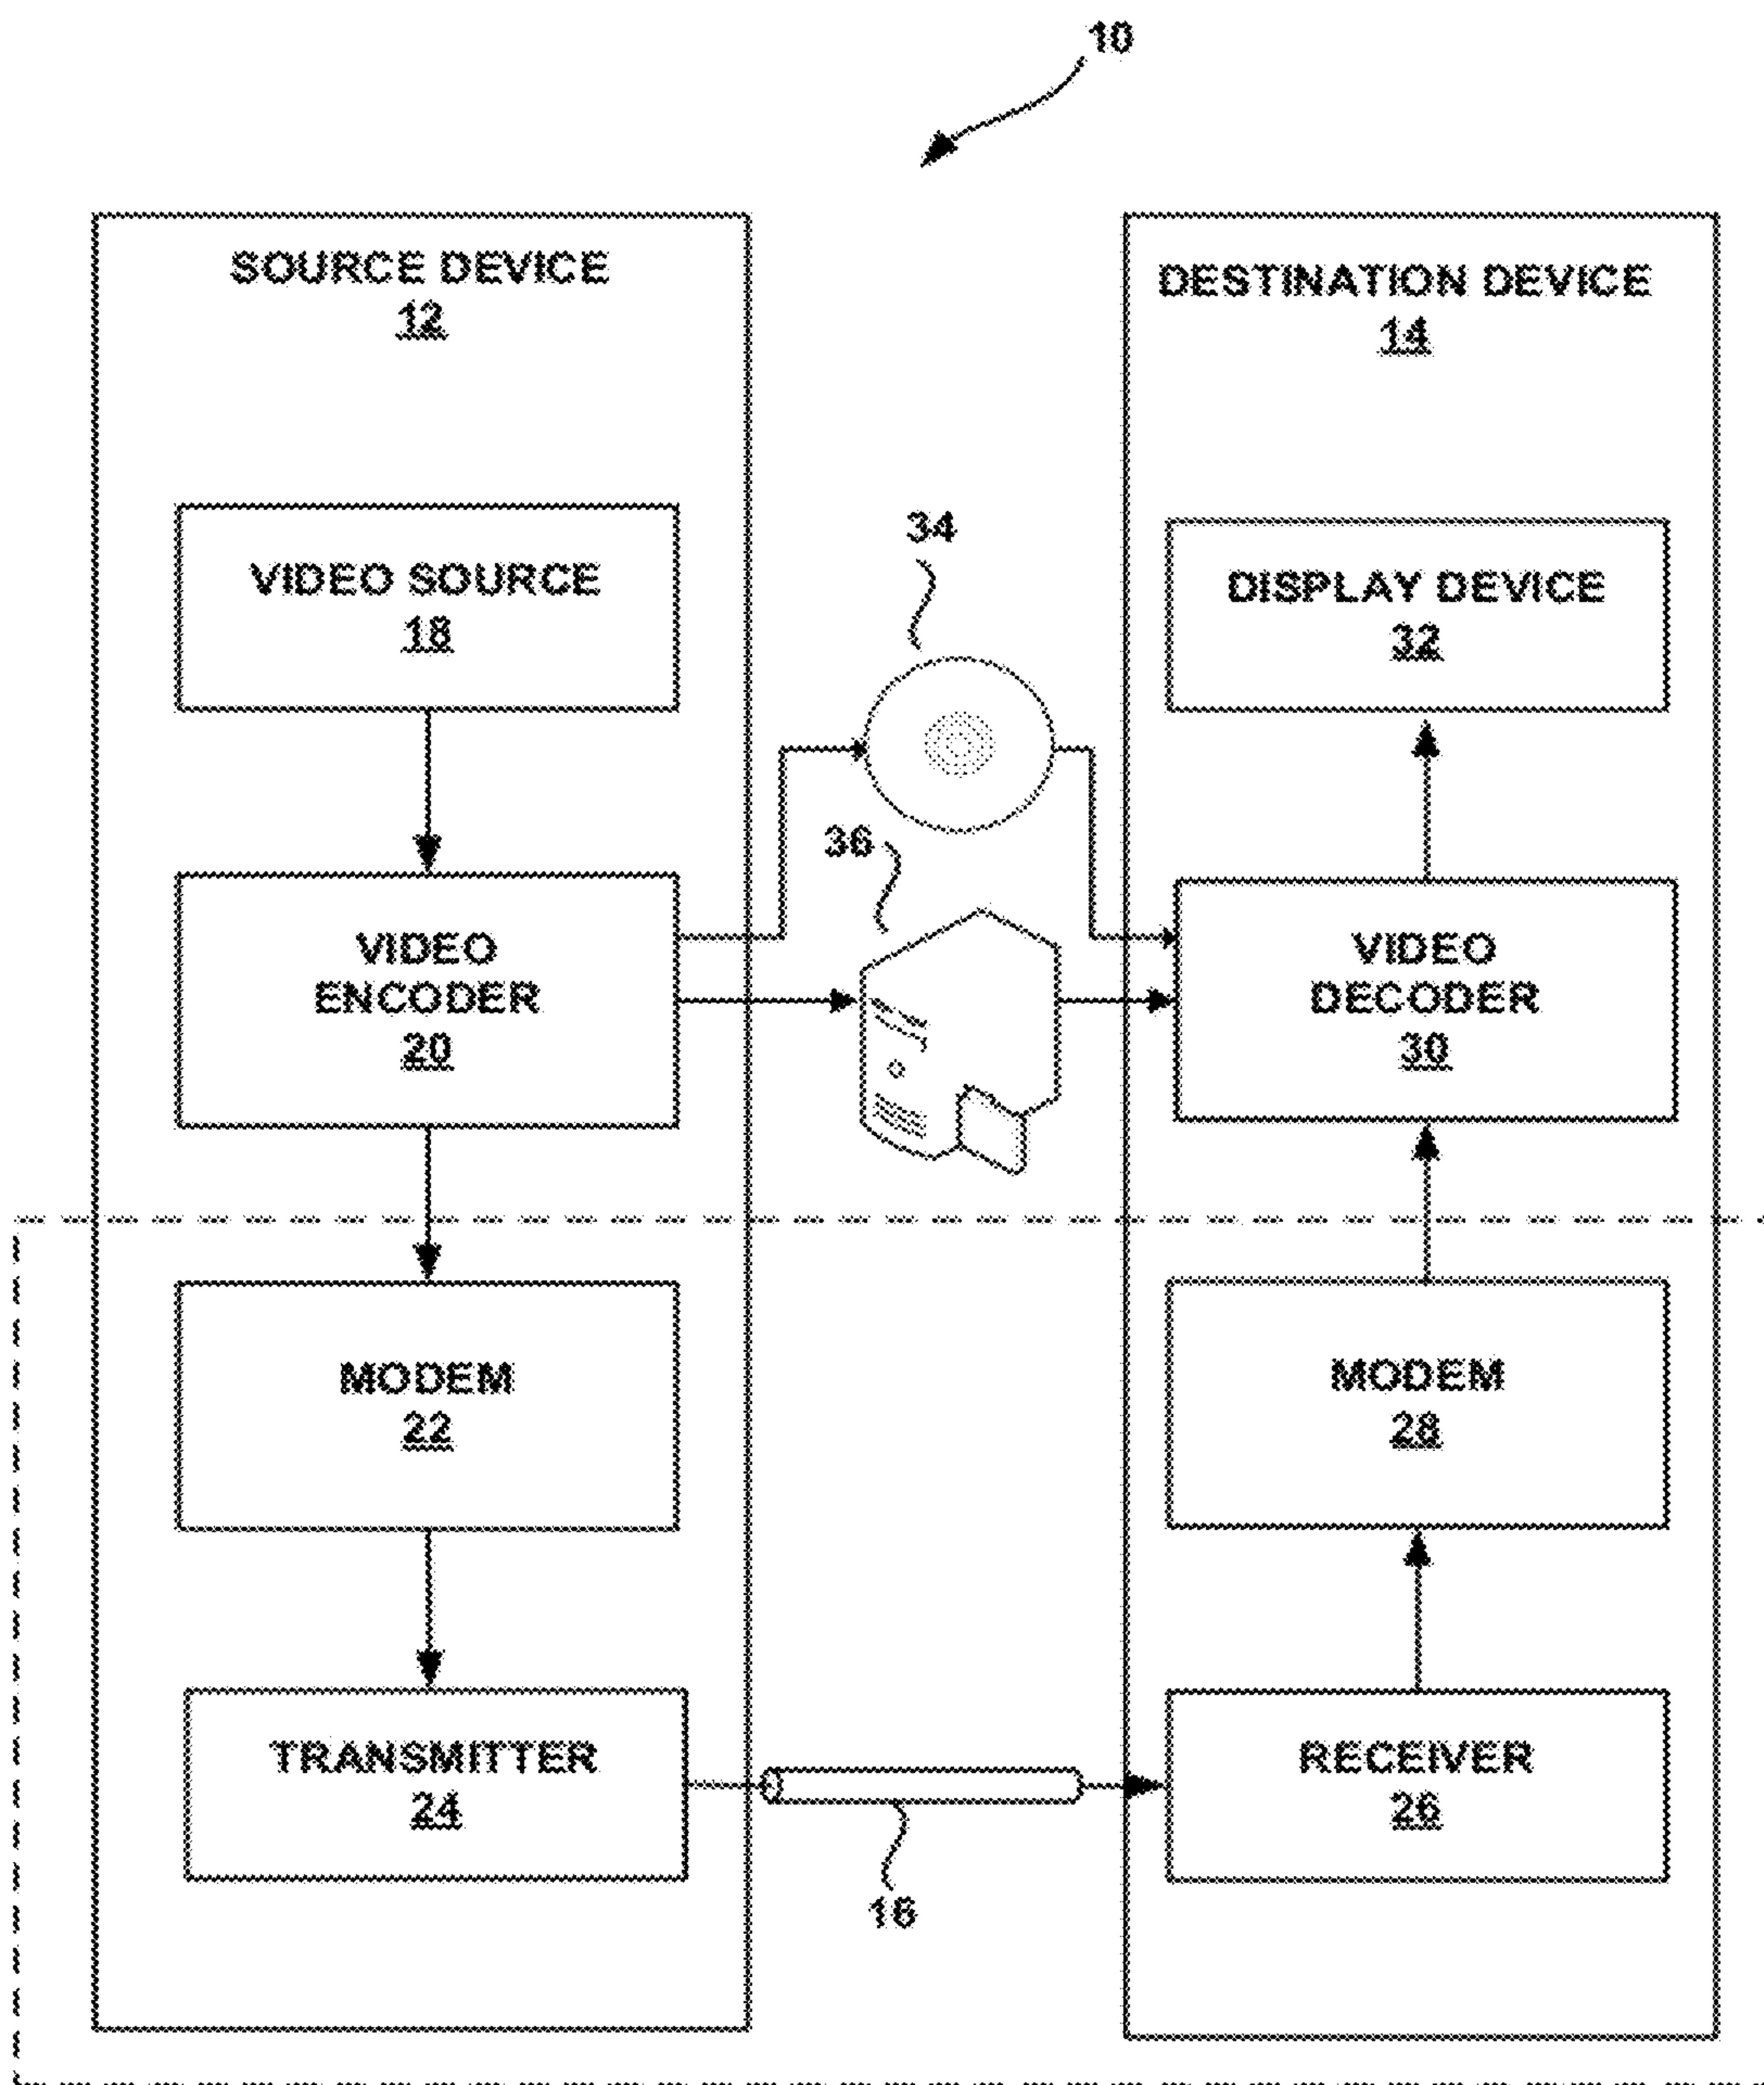 10
SOURCE DEVICE
12
DESTINATION DEVICE
14
VIDEO SOURCE
18
34
DISPLAY DEVICE
32
36
VIDEO
ENCODER
20
VIDEO
DECODER
30
MODEM
22
MODEM
28
TRANSMITTER
24
16
RECEIVER
26